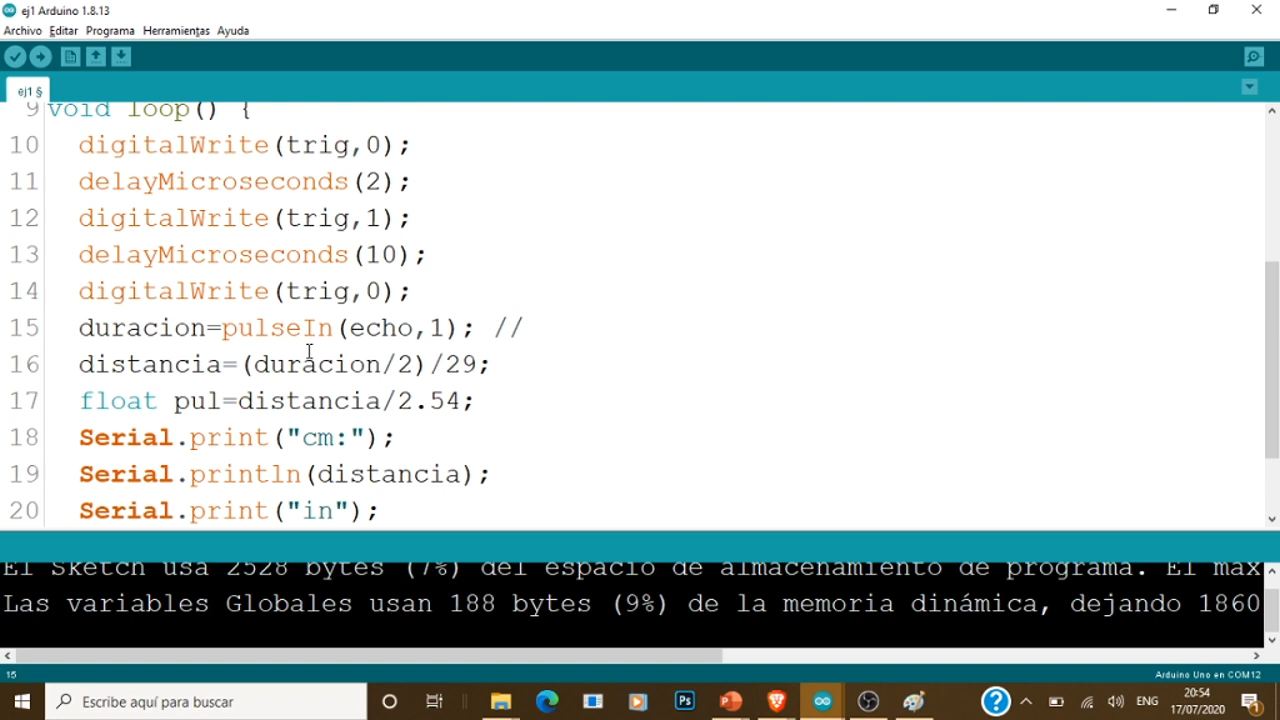 ej1 Arduino 1.8.13
Archivo Editar Programa Herramientas Ayuda
ej1 §
9 void loop() {
10 digitalWrite(trig,0);
11 delayMicroseconds(2);
12 digitalWrite(trig,1);
13 delayMicroseconds(10);
14 digitalWrite(trig,0);
15 duracion=pulseIn(echo,1); //
16 distancia=(duracion/2)/29;
17 float pul=distancia/2.54;
18 Serial.print("cm:");
19 Serial.println(distancia);
20 Serial.print("in");
El Sketch usa 2528 bytes (7%) del espacio de almacenamiento de programa. El máx
Las variables Globales usan 188 bytes (9%) de la memoria dinámica, dejando 1860
15
Arduino Uno en COM12
Escribe aquí para buscar
Ps
ENG
20:54
17/07/2020